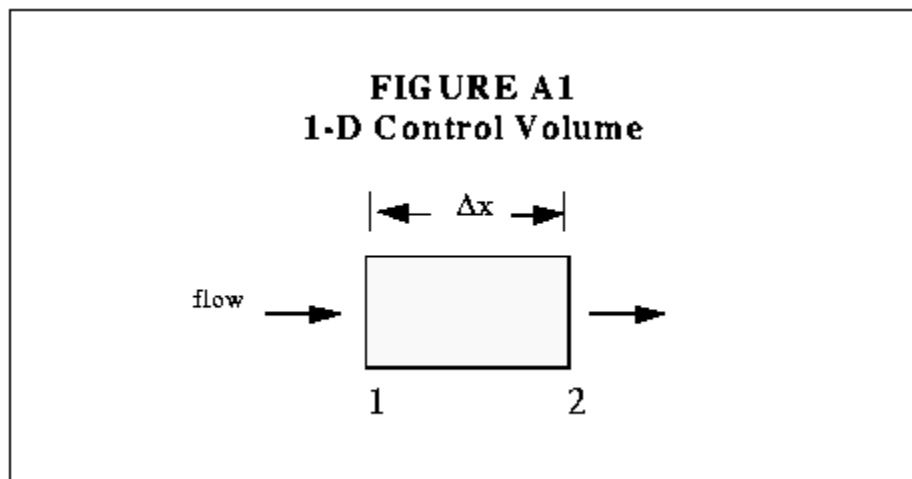 FIGURE A1
1-D Control Volume
Δx
flow
1 2